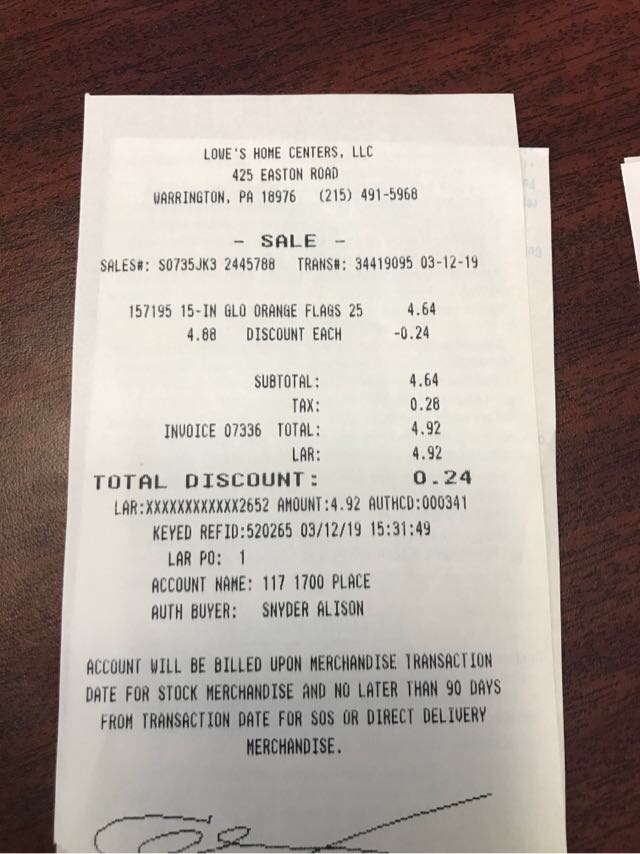 LOWE'S HOME CENTERS, LLC
425 EASTON ROAD
WARRINGTON, PA 18976 (215) 491-5968
- SALE -
SALES#: S0735JK3 2445788 TRANS#: 34419095 03-12-19
157195 15-IN GLO ORANGE FLAGS 25 4.64
4.88 DISCOUNT EACH -0.24
SUBTOTAL: 4.64
TAX: 0.28
INVOICE 07336 TOTAL: 4.92
LAR: 4.92
TOTAL DISCOUNT: 0.24
LAR:XXXXXXXXXXXX2652 AMOUNT:4.92 AUTHCD:000341
KEYED REFID:520265 03/12/19 15:31:49
LAR PO: 1
ACCOUNT NAME: 117 1700 PLACE
AUTH BUYER: SNYDER ALISON
ACCOUNT WILL BE BILLED UPON MERCHANDISE TRANSACTION
DATE FOR STOCK MERCHANDISE AND NO LATER THAN 90 DAYS
FROM TRANSACTION DATE FOR SOS OR DIRECT DELIVERY
MERCHANDISE.